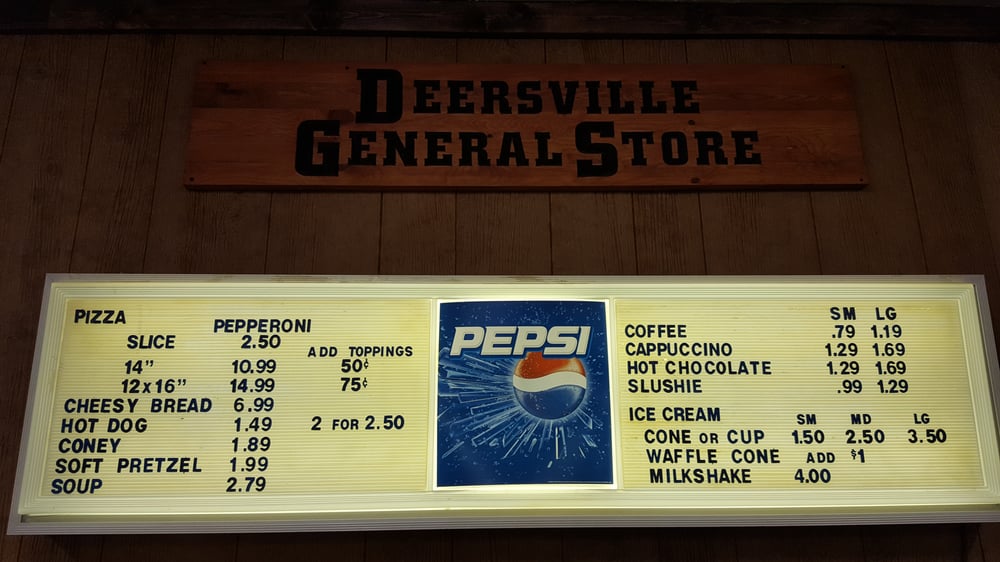 DEERSVILLE
GENERAL STORE
PIZZA
PEPPERONI
SLICE 2.50
ADD TOPPINGS
14" 10.99 50¢
12 x 16" 14.99 75¢
CHEESY BREAD 6.99
HOT DOG 1.49 2 FOR 2.50
CONEY 1.89
SOFT PRETZEL 1.99
SOUP 2.79
PEPSI
SM LG
COFFEE .79 1.19
CAPPUCCINO 1.29 1.69
HOT CHOCOLATE 1.29 1.69
SLUSHIE .99 1.29
ICE CREAM SM MD LG
CONE OR CUP 1.50 2.50 3.50
WAFFLE CONE ADD $1
MILKSHAKE 4.00